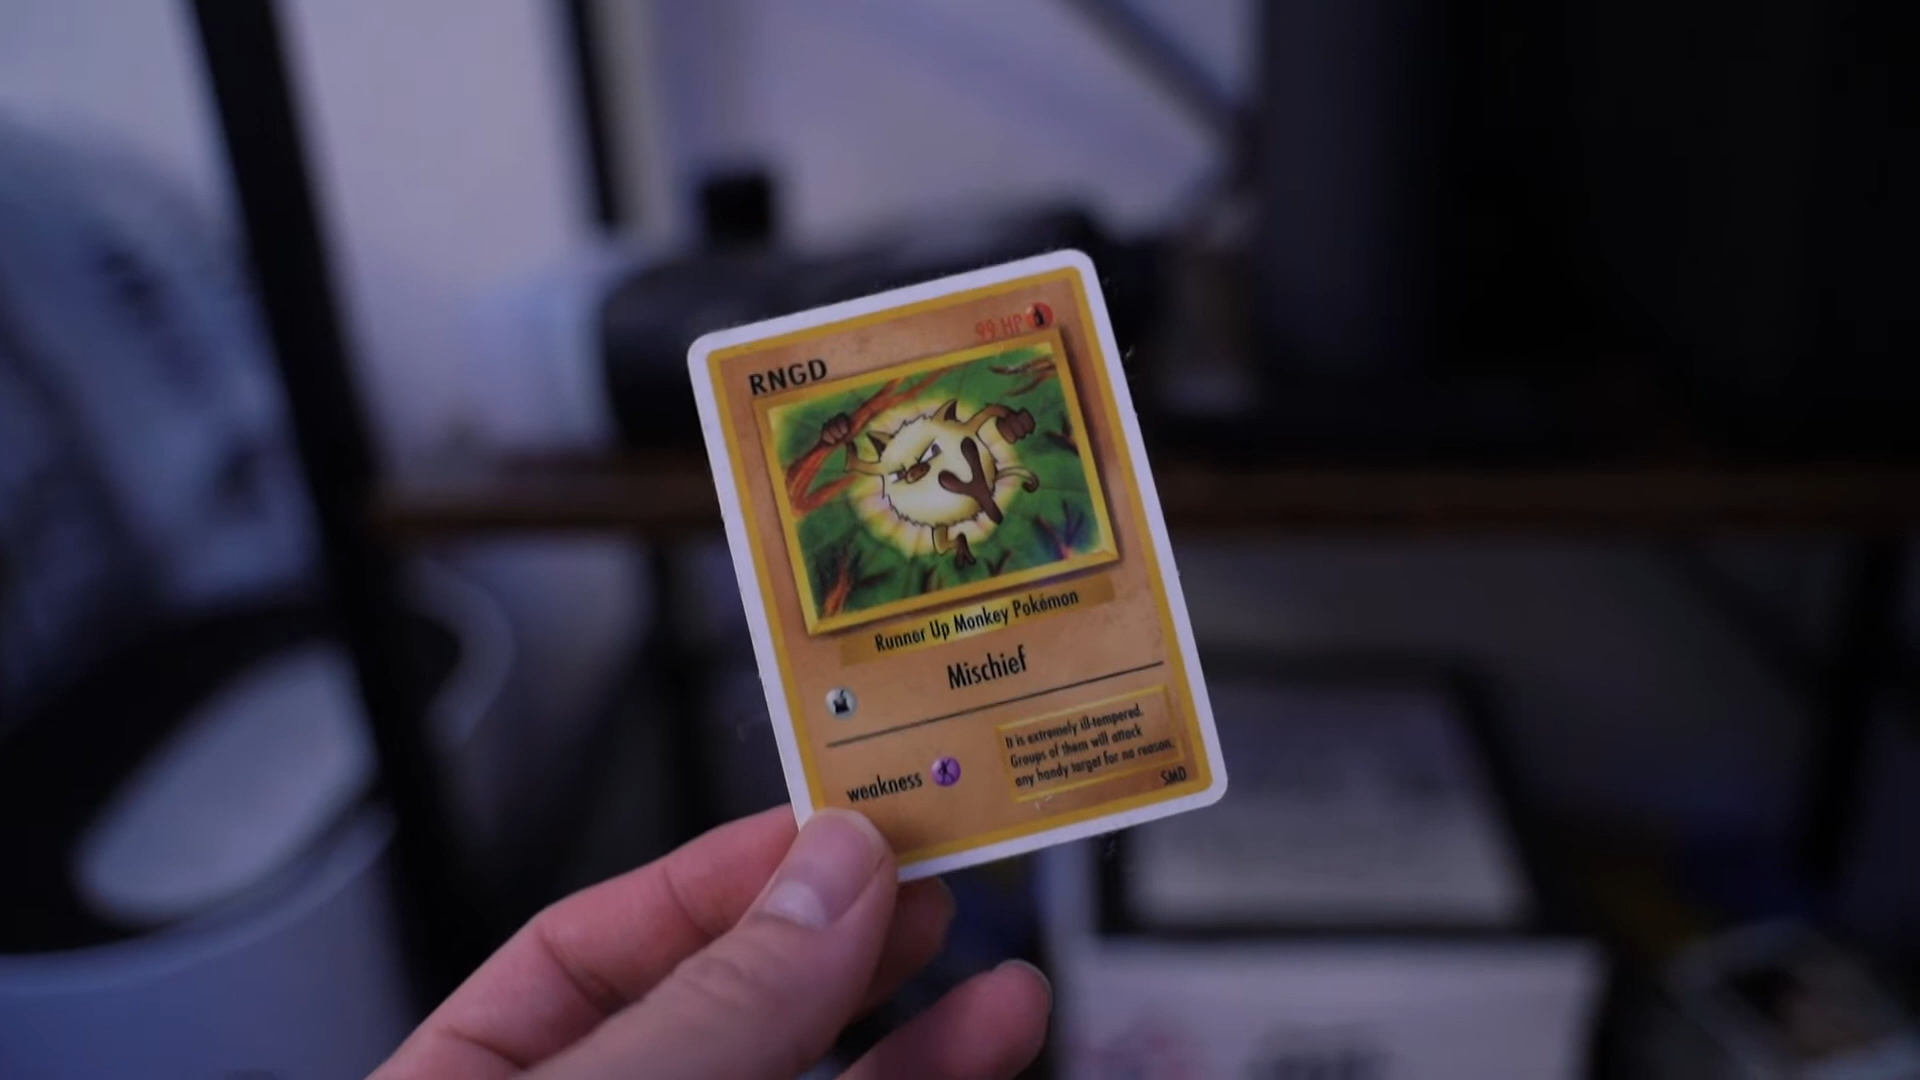 99 HP
RNGD
Runner Up Monkey Pokémon
Mischief
It is extremely ill-tempered.
Groups of them will attack
any handy target for no reason.
weakness
SMD